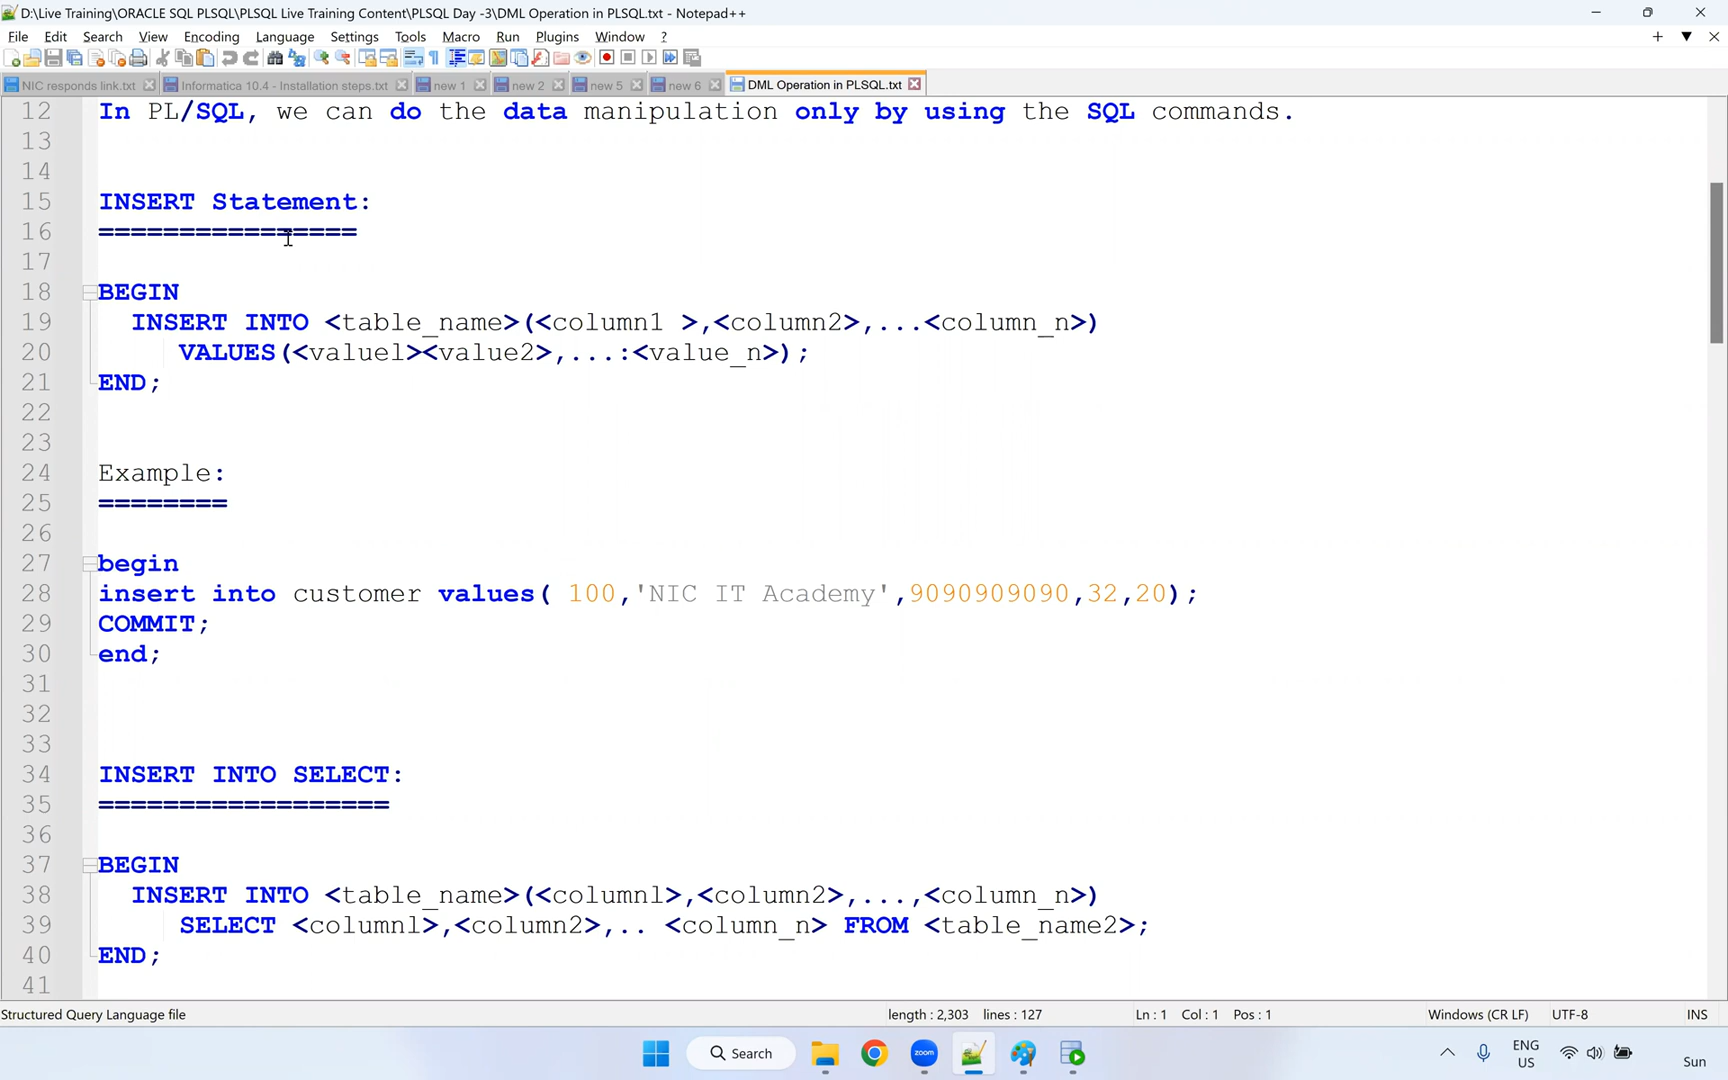 D:\Live Training\ORACLE SQL PLSQL\PLSQL Live Training Content\PLSQL Day -3\DML Operation in PLSQL.txt - Notepad++
File Edit Search View Encoding Language Settings Tools Macro Run Plugins Window ?
NIC responds link.txt Informatica 10.4 - Installation steps.txt new 1 new 2 new 5 new 6 DML Operation in PLSQL.txt
12 In PL/SQL, we can do the data manipulation only by using the SQL commands.
13
14
15 INSERT Statement:
16 ================
17
18 BEGIN
19 INSERT INTO <table_name>(<column1 >,<column2>,...<column_n>)
20 VALUES(<valuel><value2>,...:<value_n>);
21 END;
22
23
24 Example:
25 ========
26
27 begin
28 insert into customer values( 100,'NIC IT Academy',9090909090,32,20);
29 COMMIT;
30 end;
31
32
33
34 INSERT INTO SELECT:
35 ==================
36
37 BEGIN
38 INSERT INTO <table_name>(<columnl>,<column2>,...,<column_n>)
39 SELECT <columnl>,<column2>,.. <column_n> FROM <table_name2>;
40 END;
41
Structured Query Language file length : 2,303 lines : 127 Ln : 1 Col : 1 Pos : 1 Windows (CR LF) UTF-8 INS
Search zoom ENG US Sun